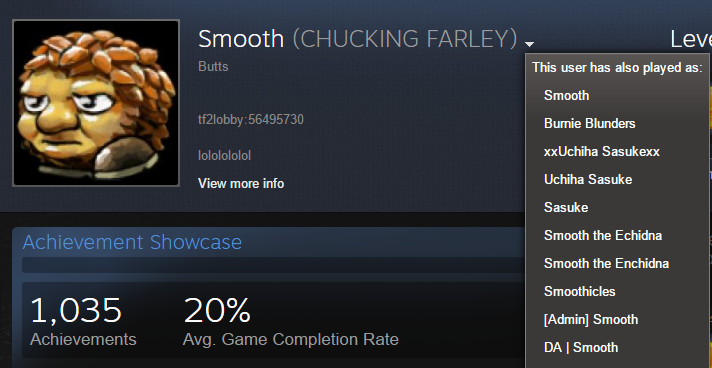 Smooth (CHUCKING FARLEY)
Butts
tf2lobby:56495730
lolololol
View more info
Leve
This user has also played as:
Smooth
Burnie Blunders
xxUchiha Sasukexx
Uchiha Sasuke
Sasuke
Smooth the Echidna
Smooth the Enchidna
Smoothicles
[Admin] Smooth
DA | Smooth
Achievement Showcase
1,035 20%
Achievements Avg. Game Completion Rate